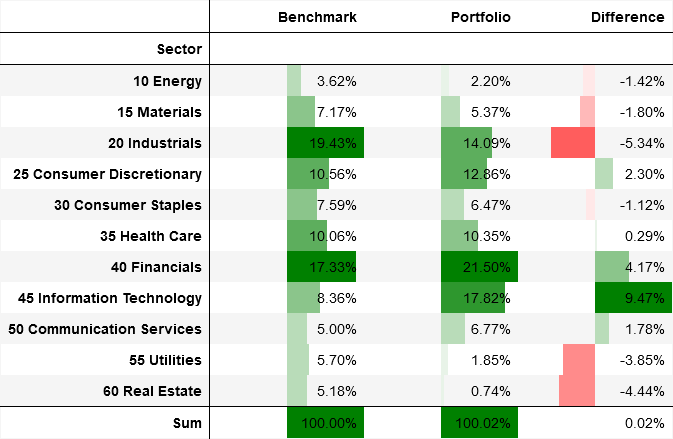 Benchmark Portfolio Difference
Sector
10 Energy 3.62% 2.20% -1.42%
15 Materials 7.17% 5.37% -1.80%
20 Industrials 19.43% 14.09% -5.34%
25 Consumer Discretionary 10.56% 12.86% 2.30%
30 Consumer Staples 7.59% 6.47% -1.12%
35 Health Care 10.06% 10.35% 0.29%
40 Financials 17.33% 21.50% 4.17%
45 Information Technology 8.36% 17.82% 9.47%
50 Communication Services 5.00% 6.77% 1.78%
55 Utilities 5.70% 1.85% -3.85%
60 Real Estate 5.18% 0.74% -4.44%
Sum 100.00% 100.02% 0.02%